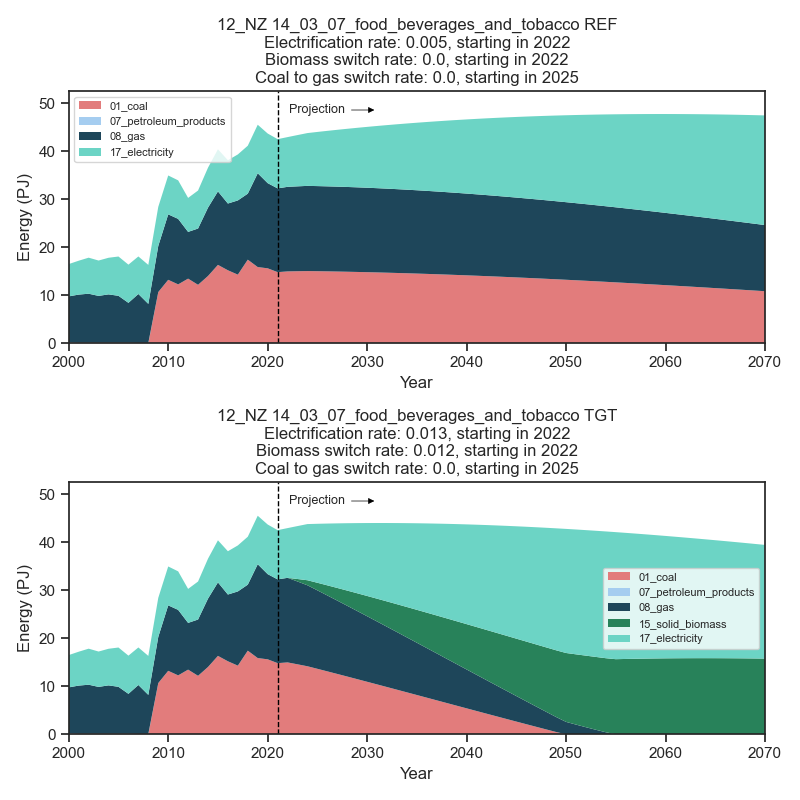 12_NZ 14_03_07_food_beverages_and_tobacco REF
Electrification rate: 0.005, starting in 2022
Biomass switch rate: 0.0, starting in 2022
Coal to gas switch rate: 0.0, starting in 2025
Energy (PJ)
50
40
30
20
10
0
01_coal
07_petroleum_products
08_gas
17_electricity
Projection
2000 2010 2020 2030 2040 2050 2060 2070
Year
12_NZ 14_03_07_food_beverages_and_tobacco TGT
Electrification rate: 0.013, starting in 2022
Biomass switch rate: 0.012, starting in 2022
Coal to gas switch rate: 0.0, starting in 2025
Energy (PJ)
50
40
30
20
10
0
Projection
01_coal
07_petroleum_products
08_gas
15_solid_biomass
17_electricity
2000 2010 2020 2030 2040 2050 2060 2070
Year